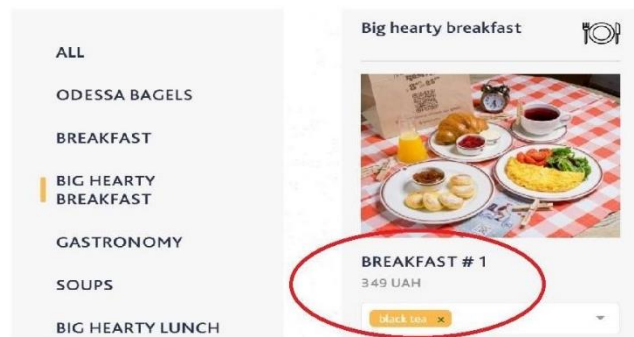 ALL
ODESSA BAGELS
BREAKFAST
BIG HEARTY
BREAKFAST
GASTRONOMY
SOUPS
BIG HEARTY LUNCH
Big hearty breakfast
BREAKFAST # 1
349 UAH
black tea ×